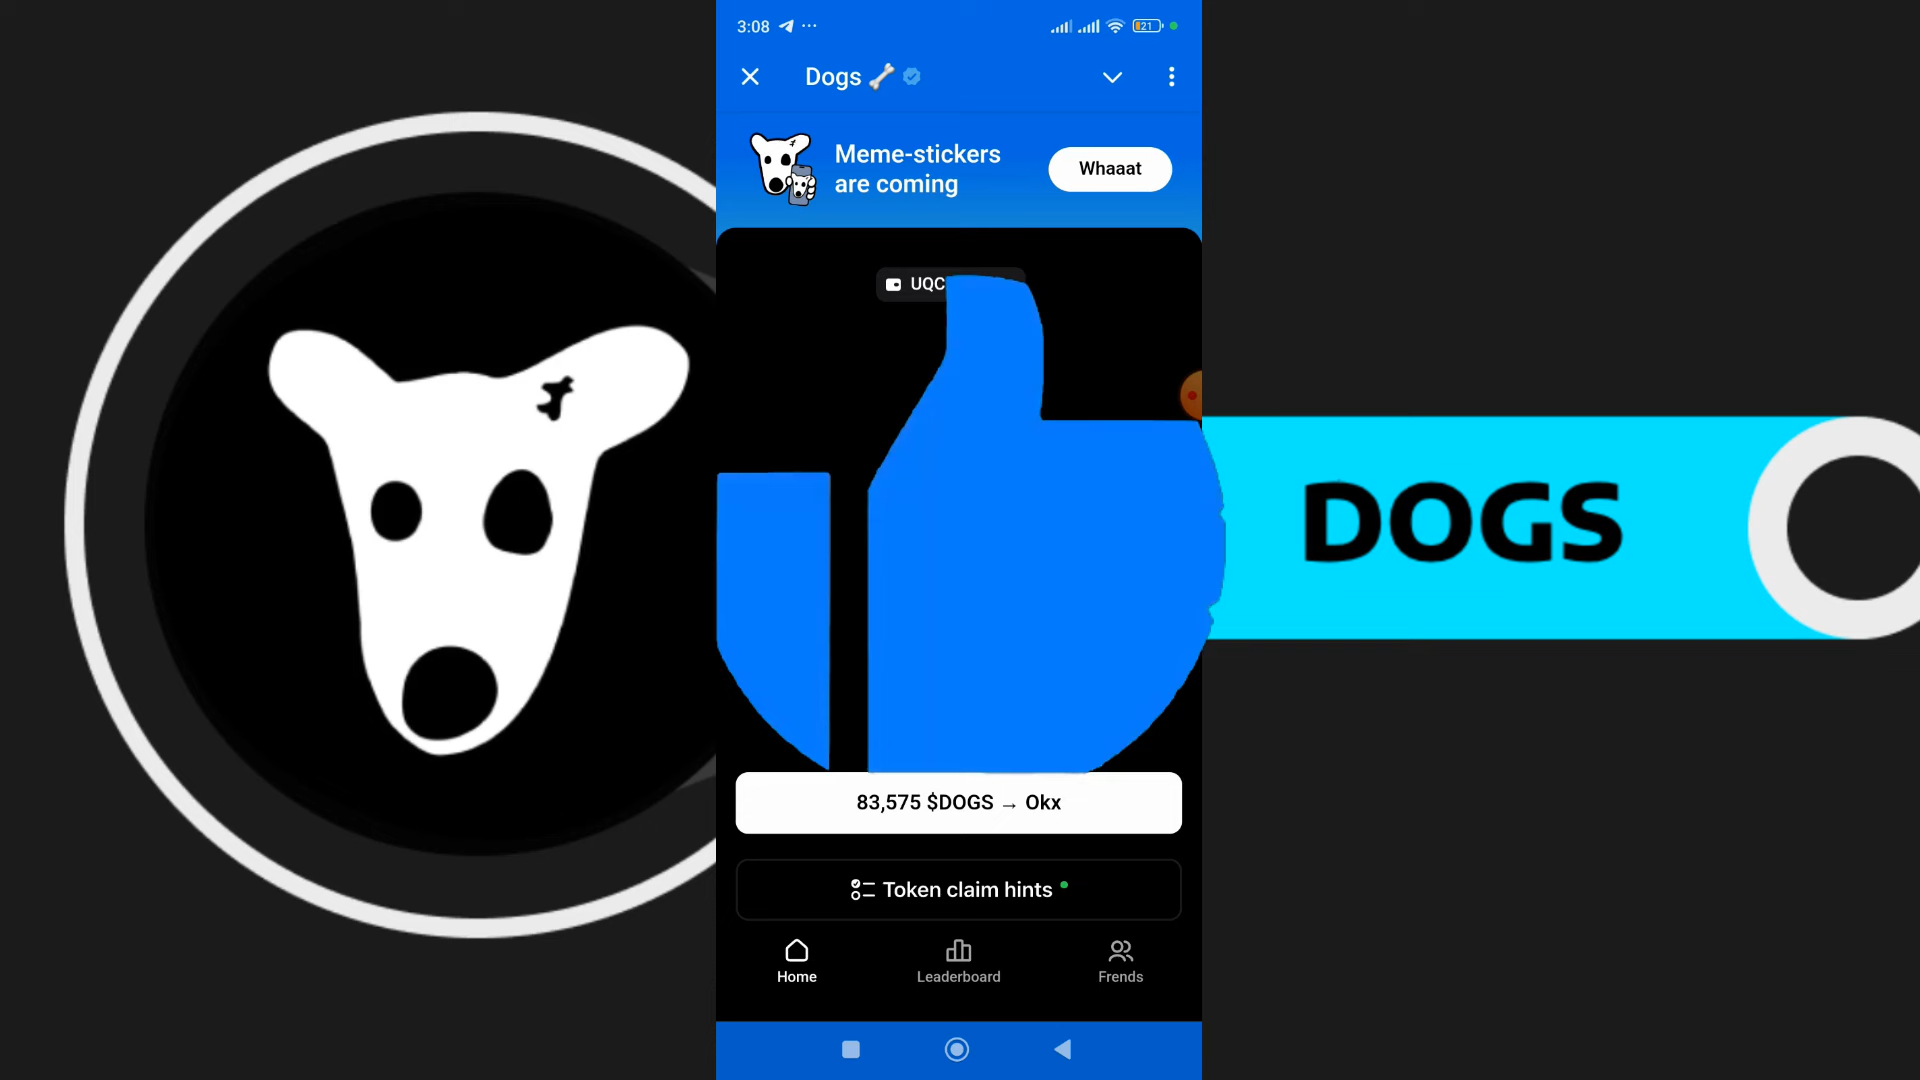 3:08
21
Dogs
Meme-stickers
are coming
Whaaat
UQC
DOGS
83,575 $DOGS → Okx
Token claim hints
Home
Leaderboard
Frends